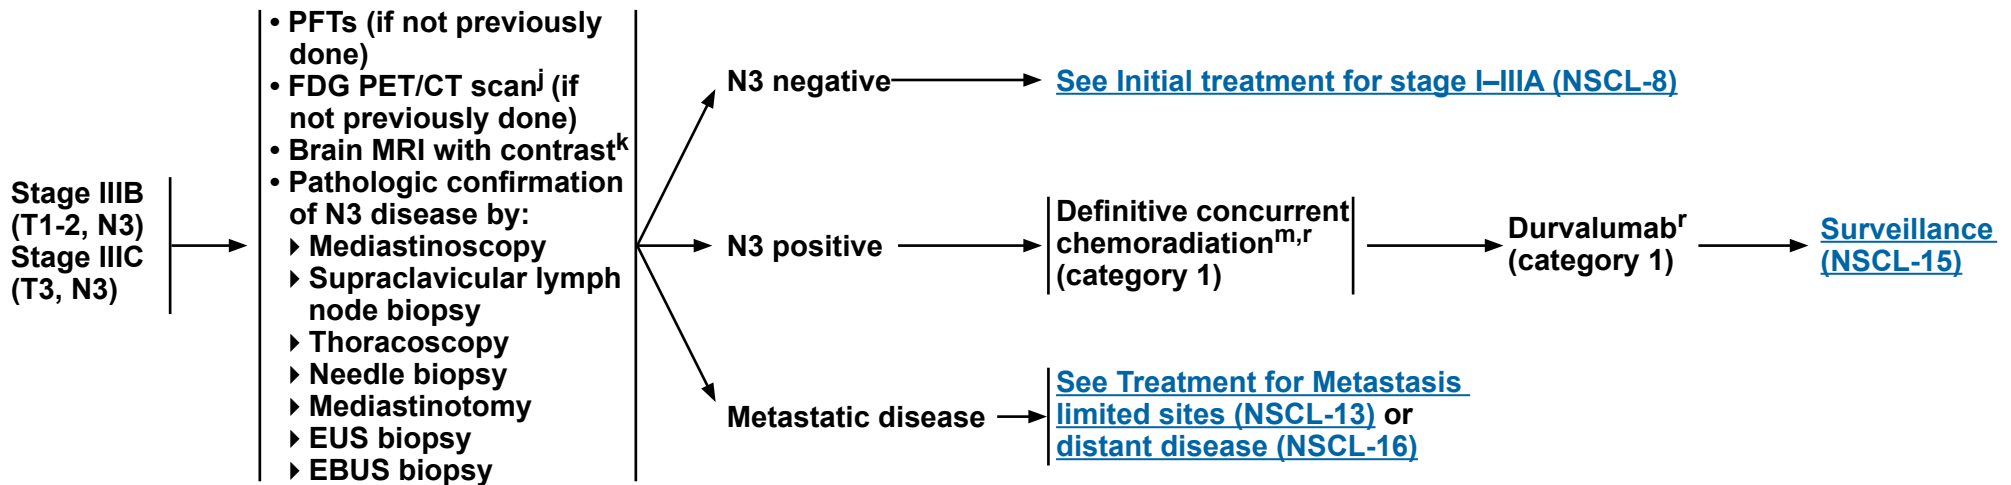 Stage IIIB
(T1-2, N3)
Stage IIIC
(T3, N3)
• PFTs (if not previously
done)
• FDG PET/CT scanj (if
not previously done)
• Brain MRI with contrastk
• Pathologic confirmation
of N3 disease by:
▸ Mediastinoscopy
▸ Supraclavicular lymph
node biopsy
▸ Thoracoscopy
▸ Needle biopsy
▸ Mediastinotomy
▸ EUS biopsy
▸ EBUS biopsy
N3 negative
See Initial treatment for stage I–IIIA (NSCL-8)
N3 positive
Definitive concurrent
chemoradiationm,r
(category 1)
Durvalumabr
(category 1)
Surveillance
(NSCL-15)
Metastatic disease
See Treatment for Metastasis
limited sites (NSCL-13) or
distant disease (NSCL-16)